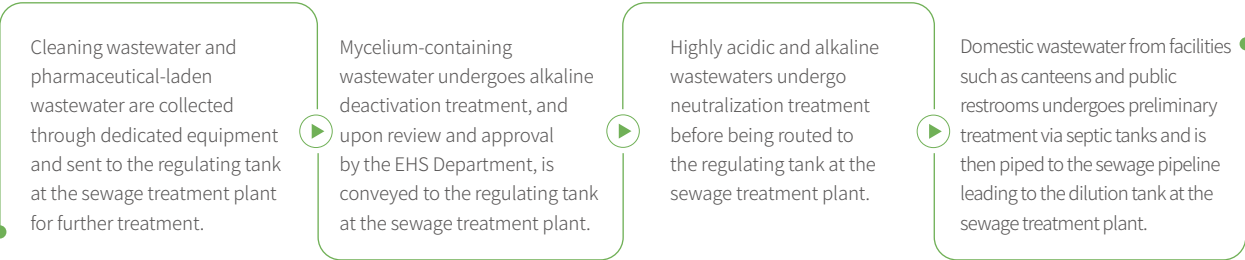 Cleaning wastewater and
pharmaceutical-laden
wastewater are collected
through dedicated equipment
and sent to the regulating tank
at the sewage treatment plant
for further treatment.
Mycelium-containing
wastewater undergoes alkaline
deactivation treatment, and
upon review and approval
by the EHS Department, is
conveyed to the regulating tank
at the sewage treatment plant.
Highly acidic and alkaline
wastewaters undergo
neutralization treatment
before being routed to
the regulating tank at the
sewage treatment plant.
Domestic wastewater from facilities
such as canteens and public
restrooms undergoes preliminary
treatment via septic tanks and is
then piped to the sewage pipeline
leading to the dilution tank at the
sewage treatment plant.